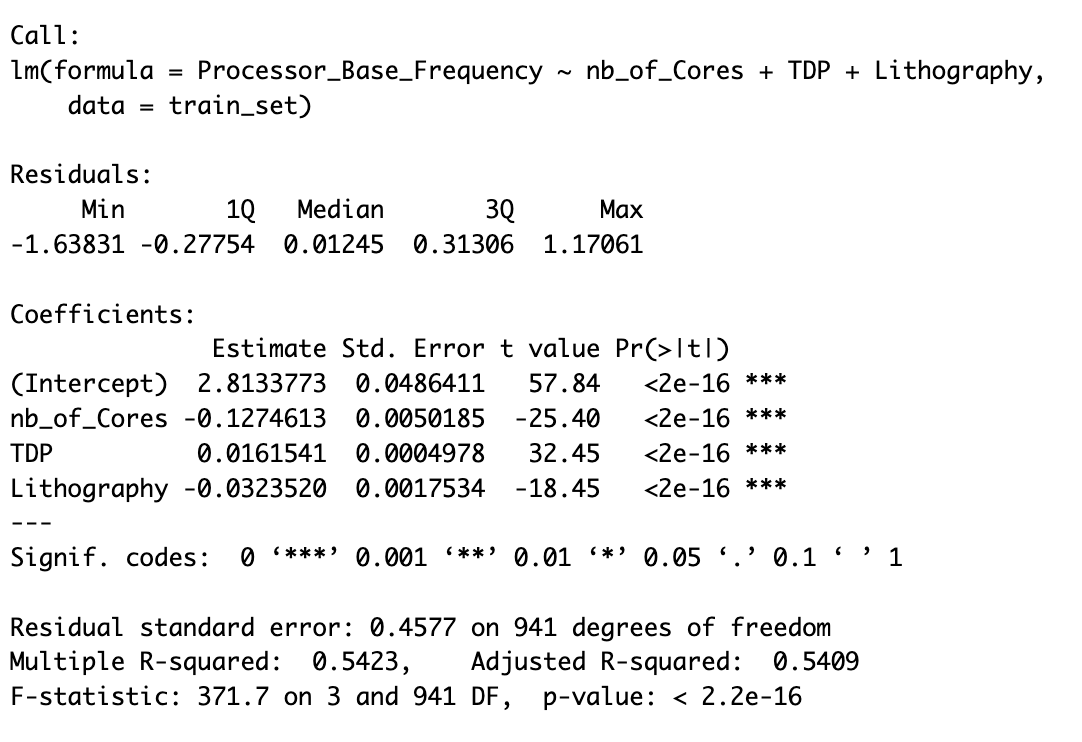 Call:
lm(formula = Processor_Base_Frequency ~ nb_of_Cores + TDP + Lithography,
    data = train_set)

Residuals:
     Min       1Q   Median       3Q      Max
-1.63831 -0.27754  0.01245  0.31306  1.17061

Coefficients:
              Estimate Std. Error t value Pr(>|t|)
(Intercept)  2.8133773  0.0486411   57.84   <2e-16 ***
nb_of_Cores -0.1274613  0.0050185  -25.40   <2e-16 ***
TDP          0.0161541  0.0004978   32.45   <2e-16 ***
Lithography -0.0323520  0.0017534  -18.45   <2e-16 ***
---
Signif. codes:  0 ‘***’ 0.001 ‘**’ 0.01 ‘*’ 0.05 ‘.’ 0.1 ‘ ’ 1

Residual standard error: 0.4577 on 941 degrees of freedom
Multiple R-squared:  0.5423,    Adjusted R-squared:  0.5409
F-statistic: 371.7 on 3 and 941 DF,  p-value: < 2.2e-16